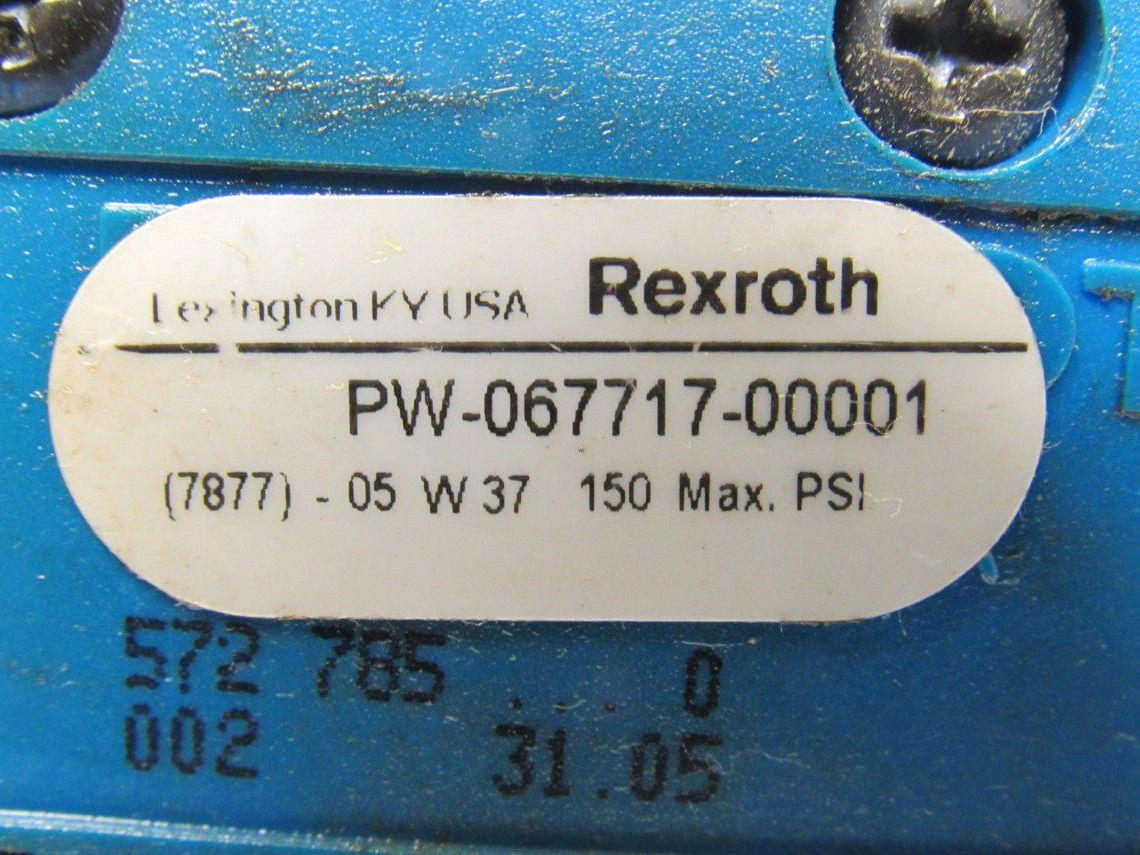 Lexington KY USA Rexroth
PW-067717-00001
(7877) - 05 W 37 150 Max. PSI
572 785 ... 0
002 31.05